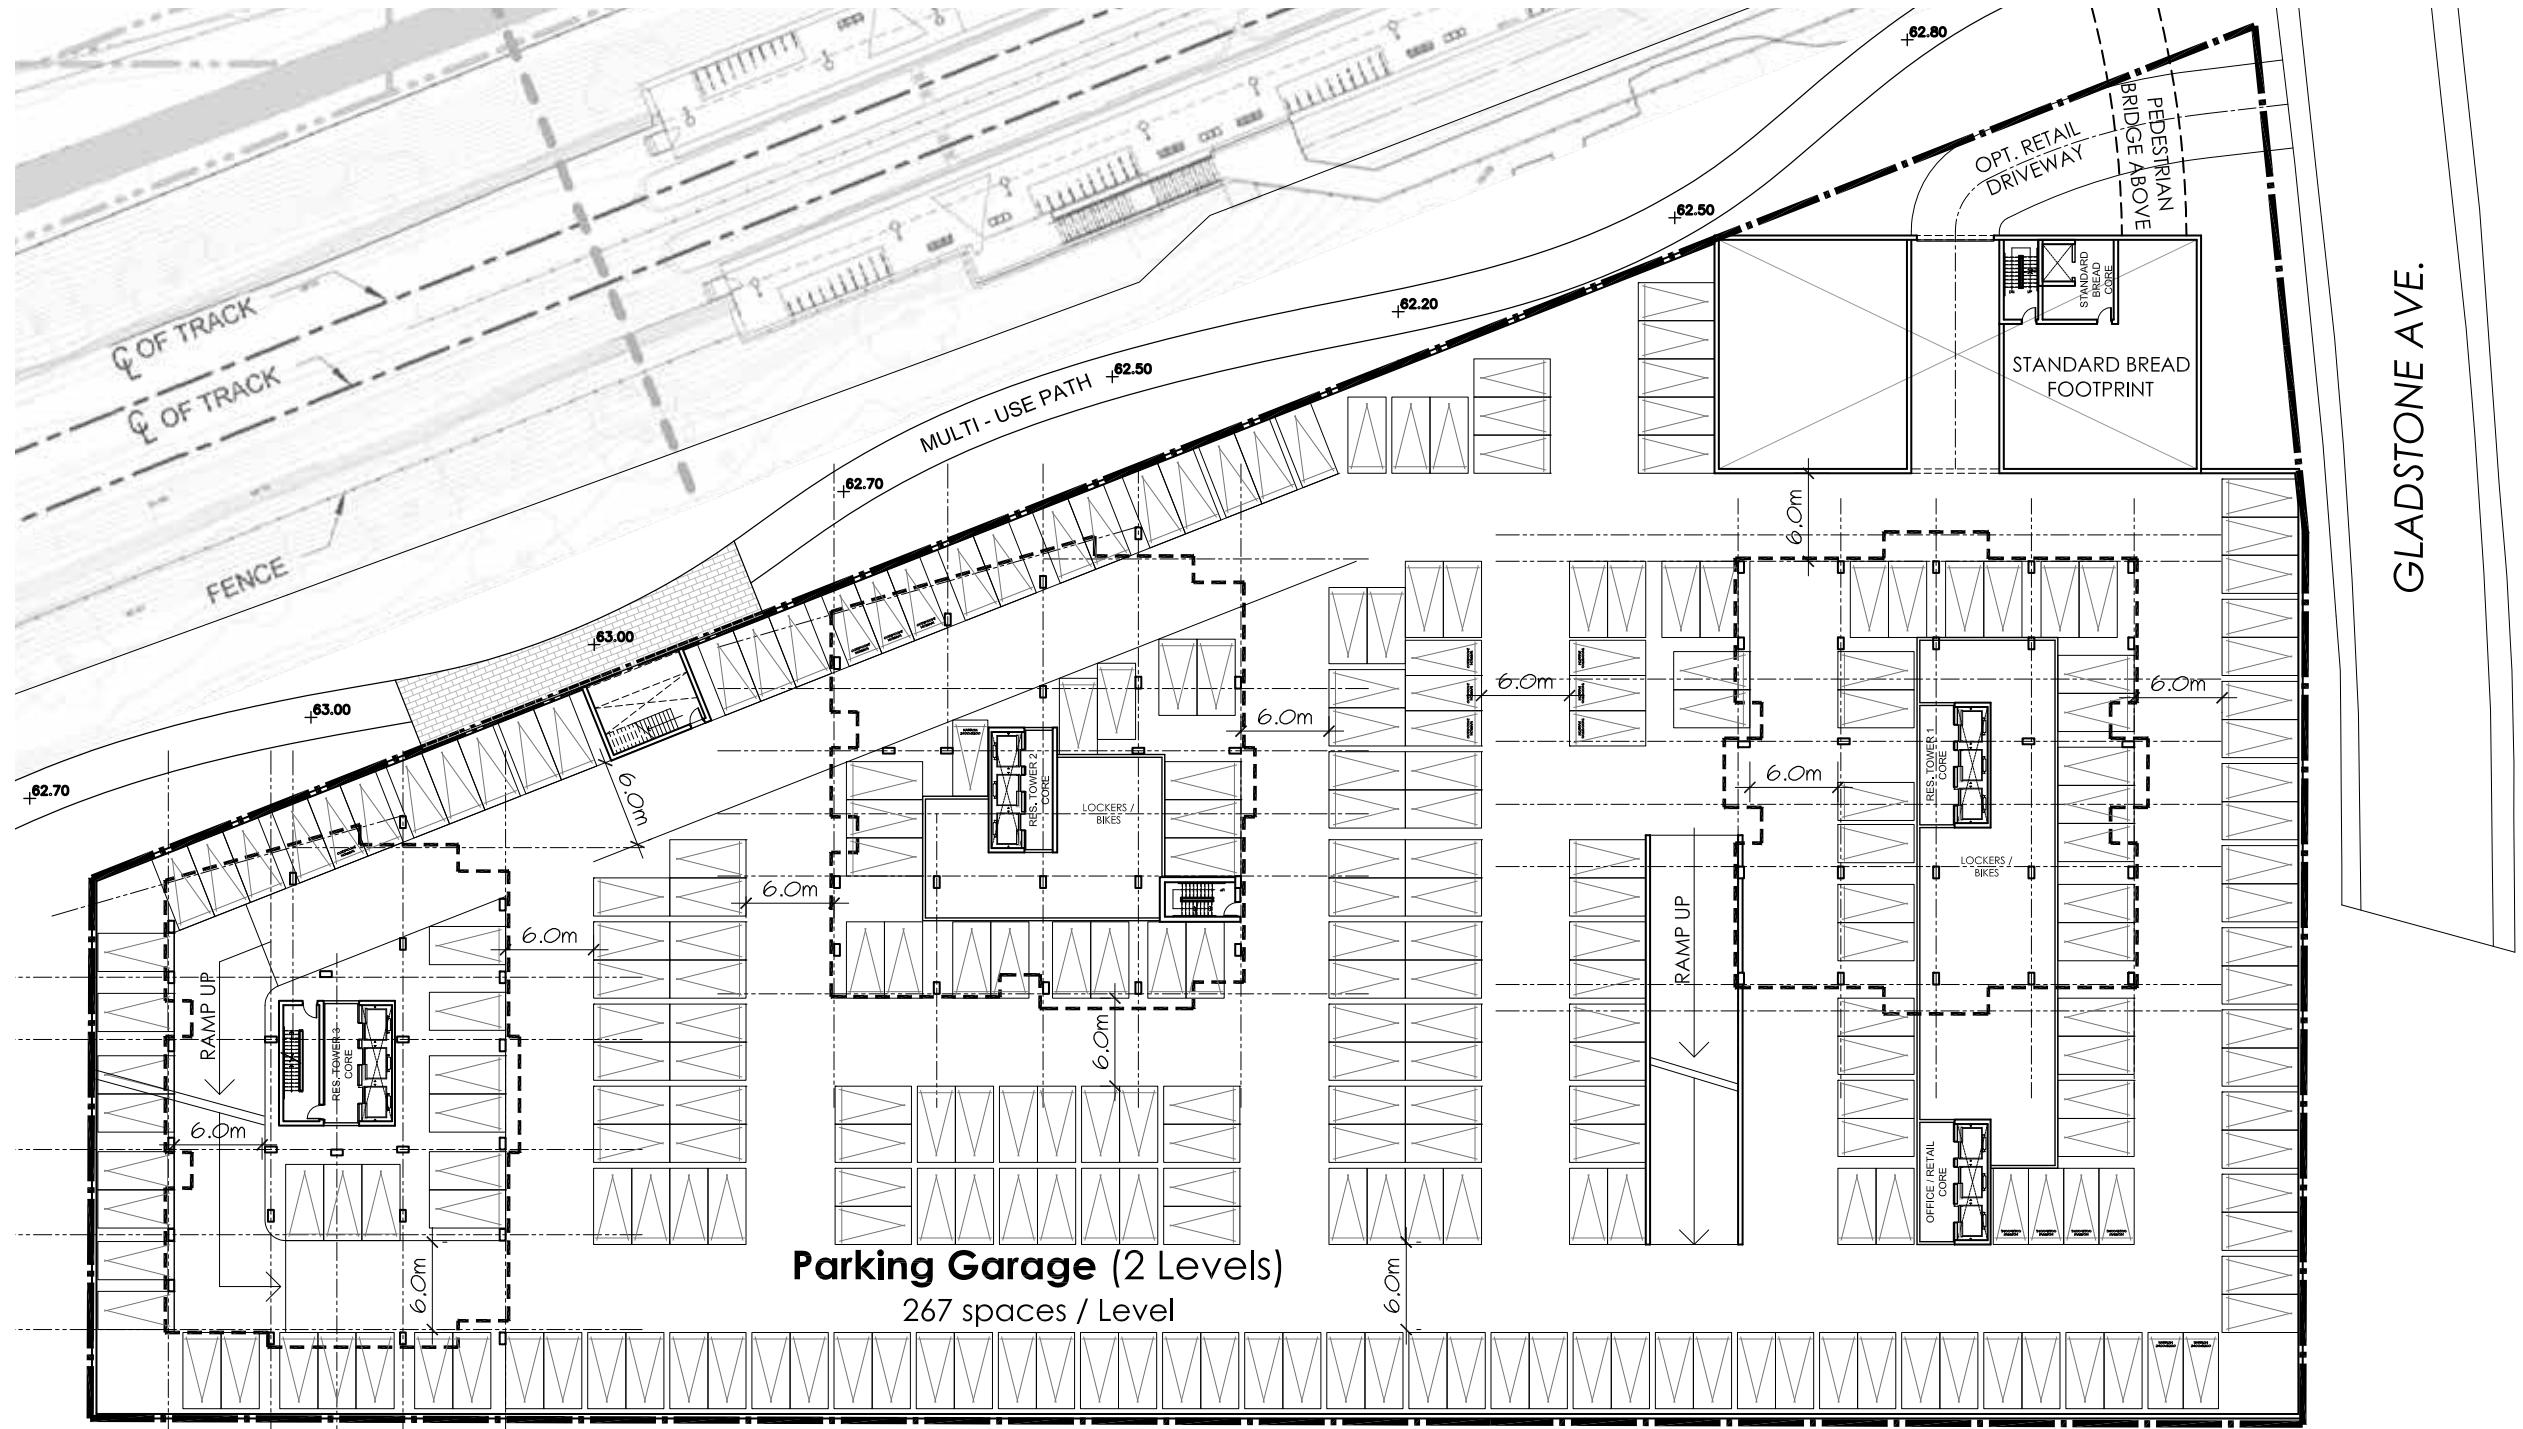 62.80
PEDESTRIAN
BRIDGE ABOVE
OPT. RETAIL
DRIVEWAY
62.50
STANDARD
BREAD
CORE
GLADSTONE AVE.
62.20
℄ OF TRACK
℄ OF TRACK
STANDARD BREAD
FOOTPRINT
62.50
MULTI - USE PATH
62.70
6.0m
FENCE
63.00
63.00
6.0m
6.0m
6.0m
62.70
6.0m
6.0m
RES. TOWER 2
CORE
LOCKERS /
BIKES
RES. TOWER 1
CORE
LOCKERS /
BIKES
6.0m
6.0m
RAMP UP
RAMP UP
RES. TOWER 3
CORE
6.0m
6.0m
OFFICE / RETAIL
CORE
Parking Garage (2 Levels)
267 spaces / Level
6.0m
6.0m